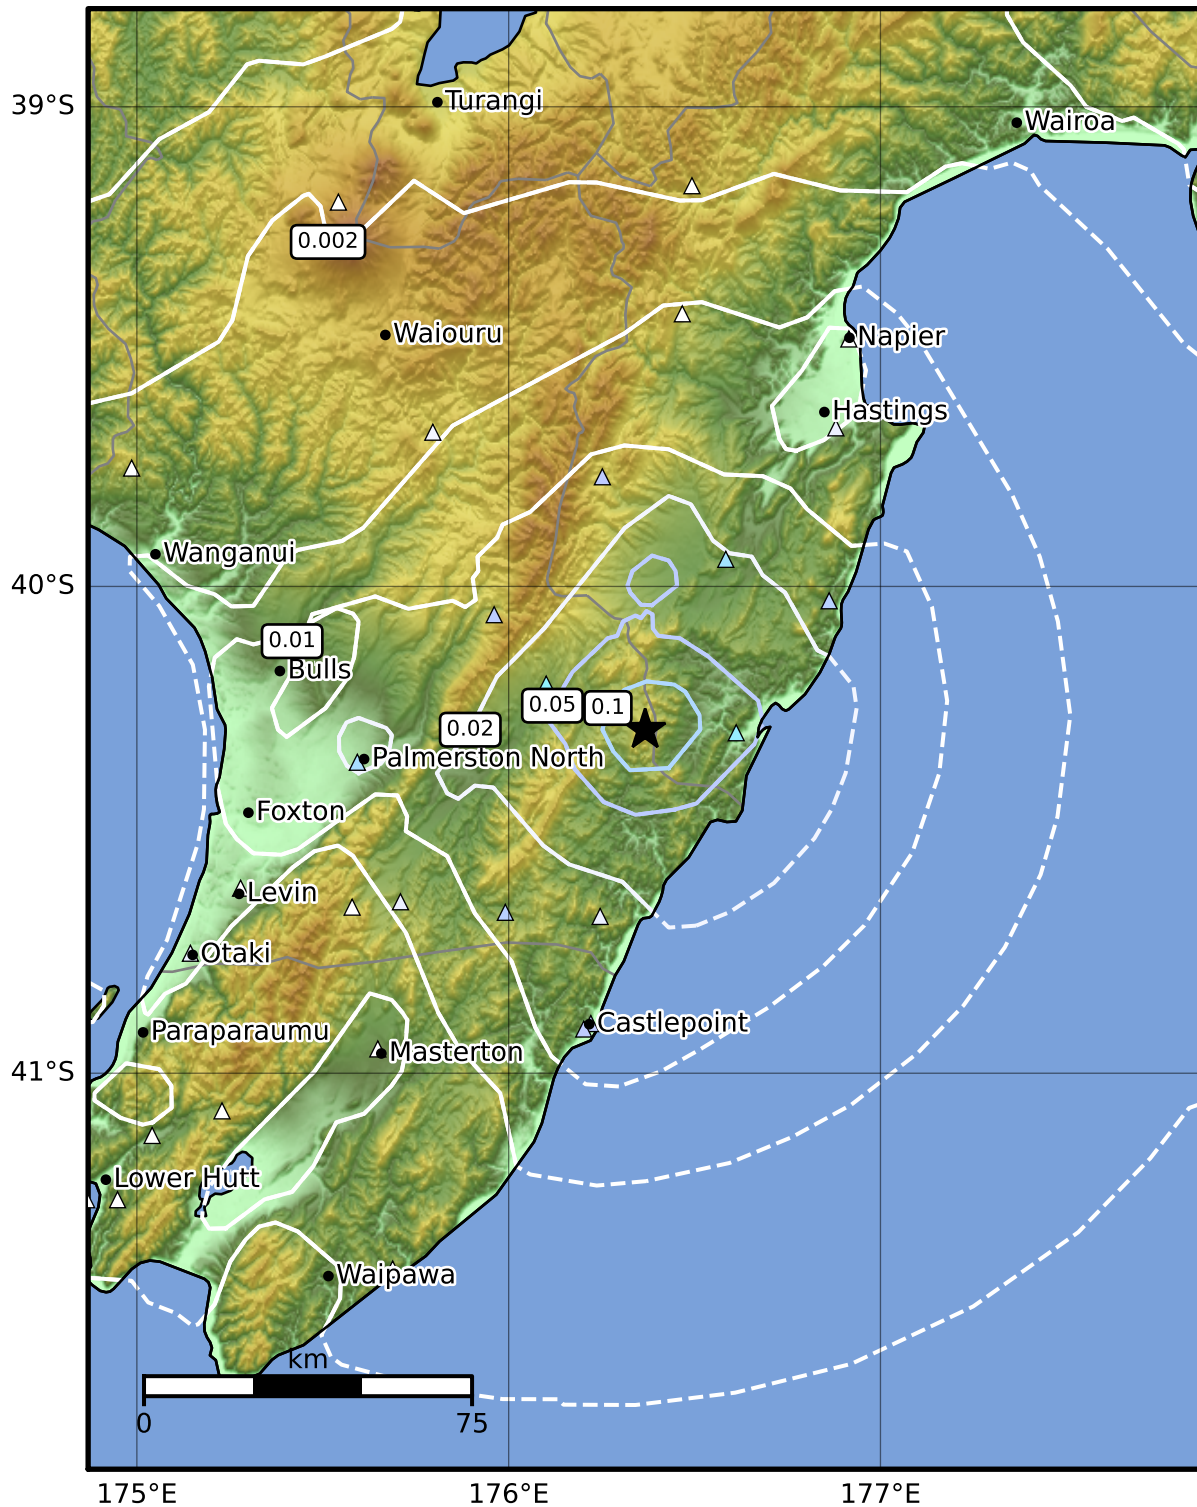 39°S
Turangi
Wairoa
0.002
Waiouru
Napier
Hastings
Wanganui
40°S
0.01
Bulls
0.05
0.1
0.02
Palmerston North
Foxton
Levin
Otaki
Castlepoint
Paraparaumu
Masterton
41°S
Lower Hutt
Waipawa
km
0
75
175°E
176°E
177°E